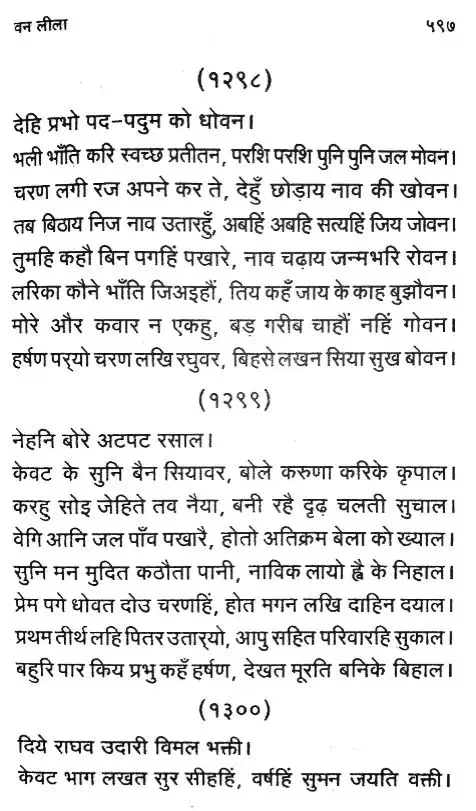 वन लीला
५९७
(१२९८)
देहि प्रभो पद-पदुम को धोवन।
भली भाँति करि स्वच्छ प्रतीतन, परशि परशि पुनि पुनि जल मोवन।
चरण लगी रज अपने कर ते, देहुँ छोड़ाय नाव की खोवन।
तब बिठाय निज नाव उतारहुँ, अबहिं अबहि सत्यहिं जिय जोवन।
तुमहि कहौ बिन पगहिं पखारे, नाव चढ़ाय जन्मभरि रोवन।
लरिका कौने भाँति जिअइहौं, तिय कहँ जाय के काह बुझौवन।
मोरे और कवार न एकहु, बड़ गरीब चाहौं नहिं गोवन।
हर्षण पर्‌यो चरण लखि रघुवर, बिहसे लखन सिया सुख बोवन।
(१२९९)
नेहनि बोरे अटपट रसाल।
केवट के सुनि बैन सियावर, बोले करुणा करिके कृपाल।
करहु सोइ जेहिते तव नैया, बनी रहै दृढ़ चलती सुचाल।
वेगि आनि जल पाँव पखारै, होतो अतिक्रम बेला को ख्याल।
सुनि मन मुदित कठौता पानी, नाविक लायो ह्वै के निहाल।
प्रेम पगे धोवत दोउ चरणहिं, होत मगन लखि दाहिन दयाल।
प्रथम तीर्थ लहि पितर उतार्‌यो, आपु सहित परिवारहि सुकाल।
बहुरि पार किय प्रभु कहँ हर्षण, देखत मूरति बनिके बिहाल।
(१३००)
दिये राघव उदारी विमल भक्ती।
केवट भाग लखत सुर सीहहिं, वर्षहिं सुमन जयति वक्ती।